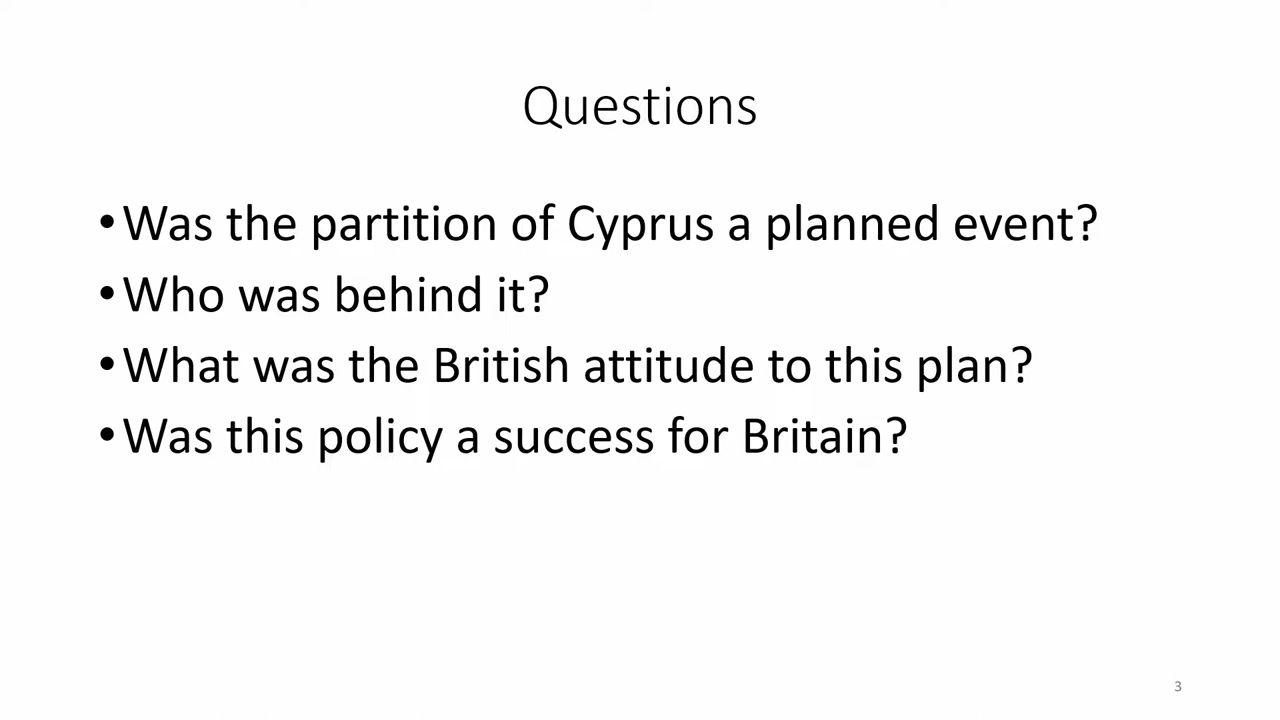 Questions
•Was the partition of Cyprus a planned event?
•Who was behind it?
•What was the British attitude to this plan?
•Was this policy a success for Britain?
3